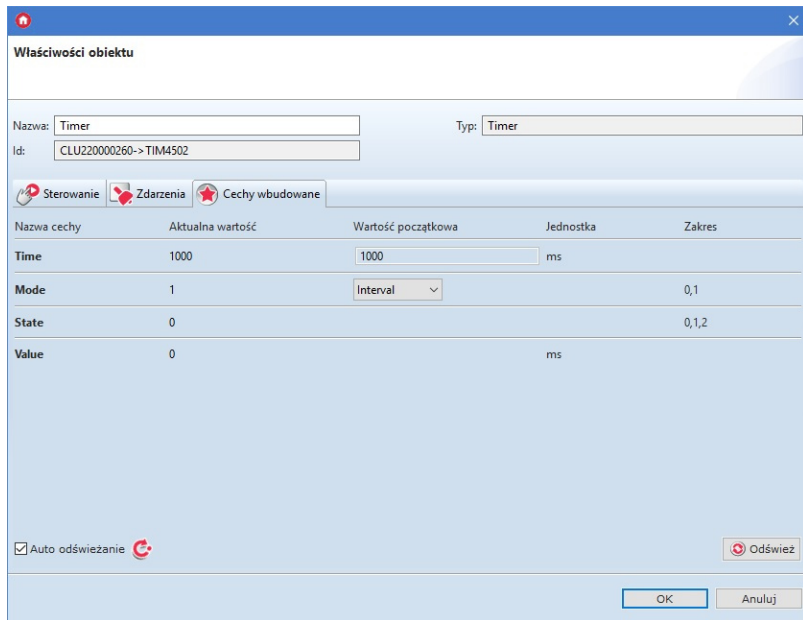 Właściwości obiektu
Nazwa: Timer Typ: Timer
Id: CLU220000260->TIM4502
Sterowanie Zdarzenia Cechy wbudowane
Nazwa cechy Aktualna wartość Wartość początkowa Jednostka Zakres
Time 1000 1000 ms
Mode 1 Interval 0,1
State 0 0,1,2
Value 0 ms
Auto odświeżanie Odśwież
OK Anuluj